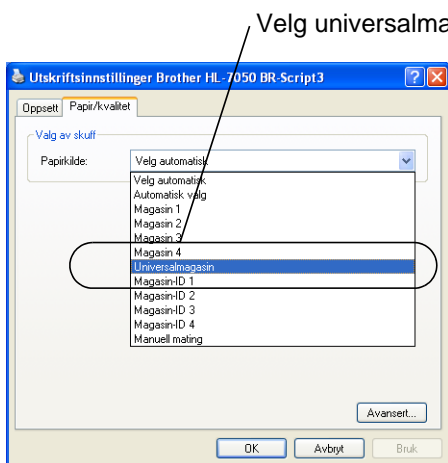 Velg universalma
Utskriftsinnstillinger Brother HL-7050 BR-Script3
Oppsett Papir/kvalitet
Valg av skuff
Papirkilde: Velg automatisk
Velg automatisk
Automatisk valg
Magasin 1
Magasin 2
Magasin 3
Magasin 4
Universalmagasin
Magasin-ID 1
Magasin-ID 2
Magasin-ID 3
Magasin-ID 4
Manuell mating
Avansert...
OK Avbryt Bruk